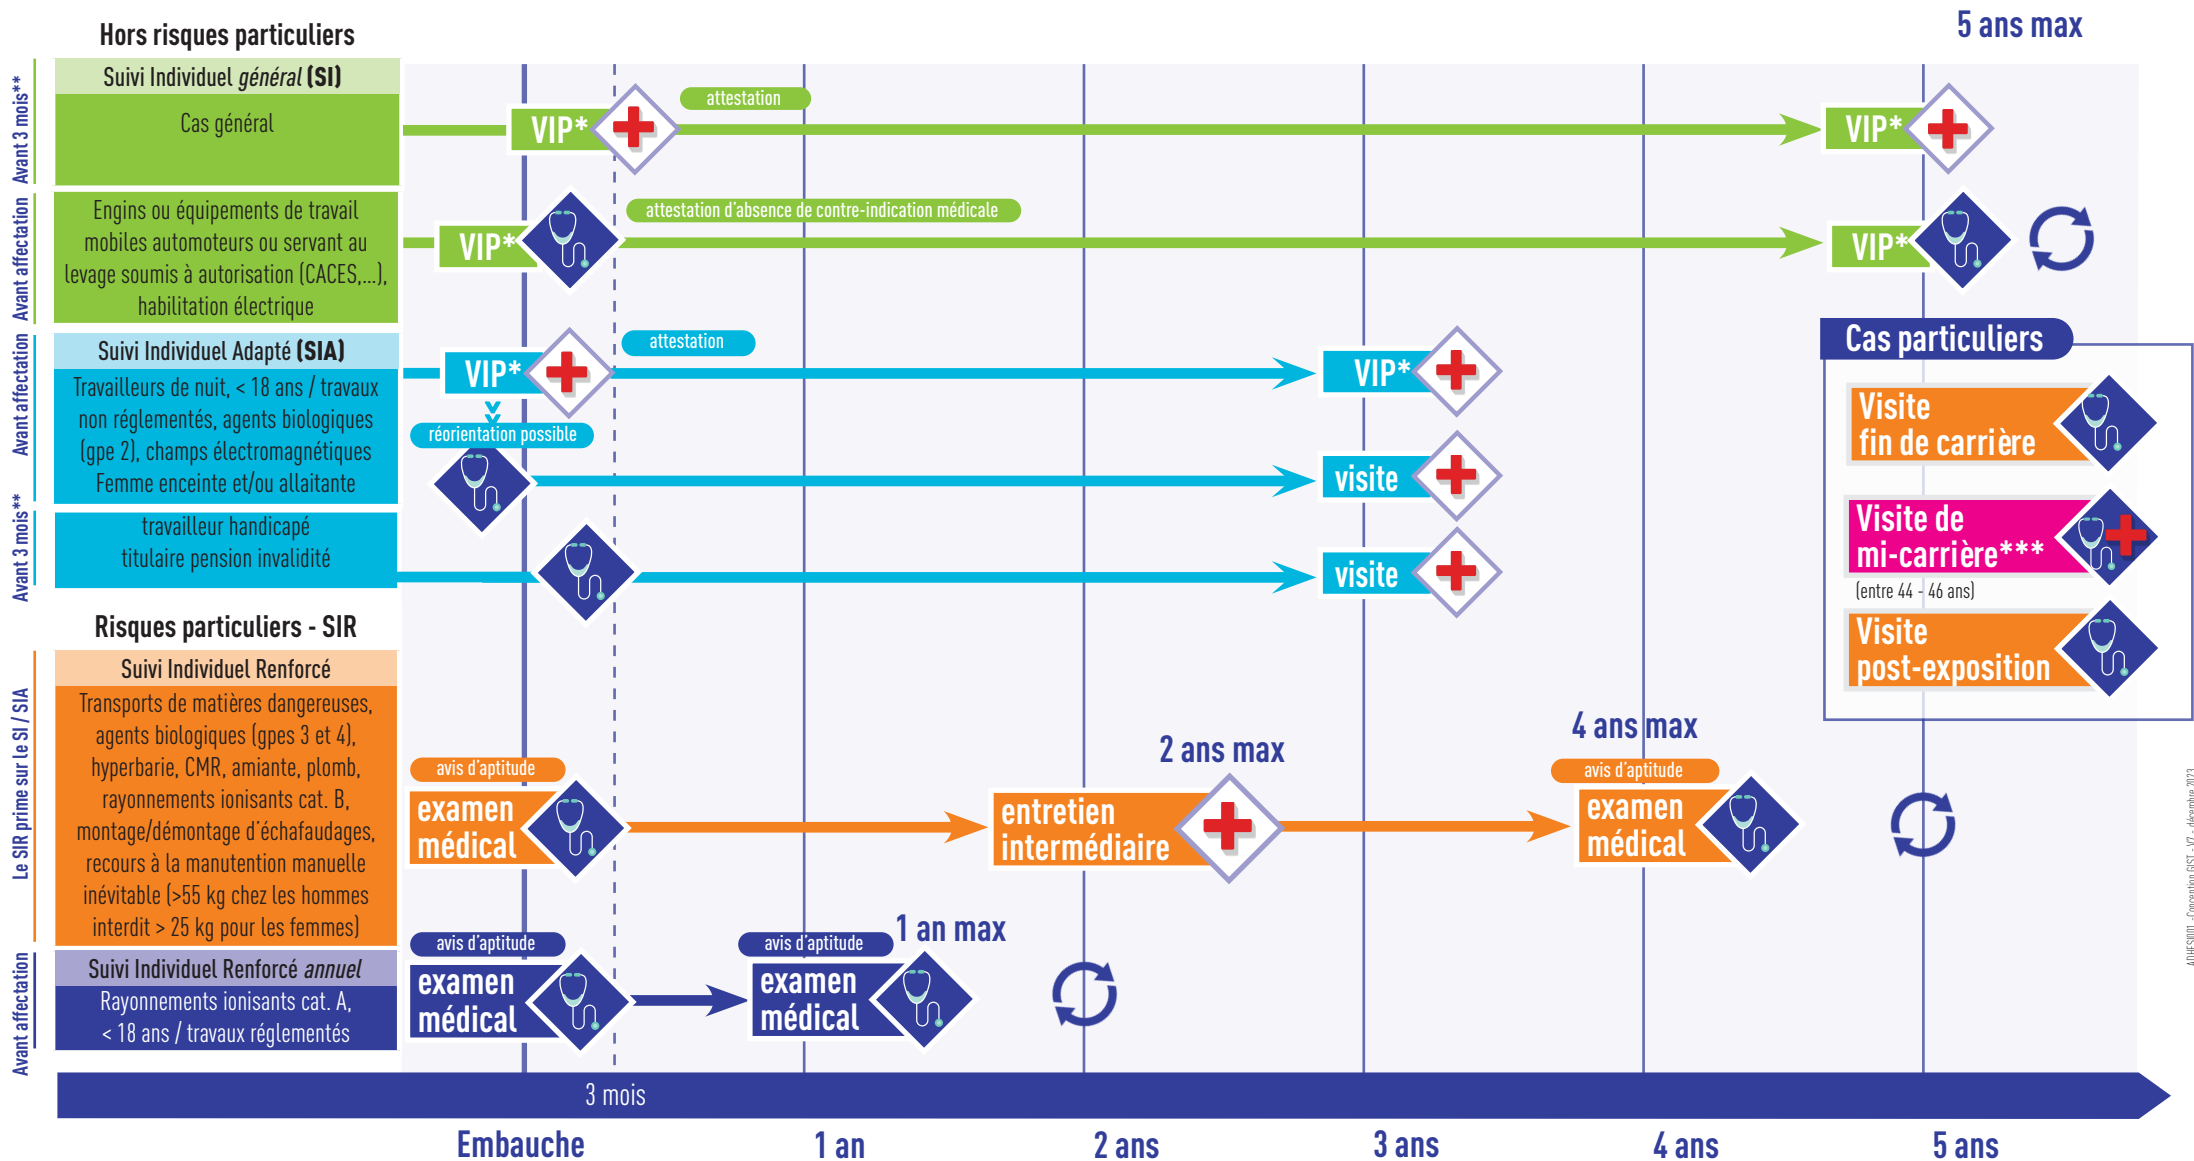 Hors risques particuliers
5 ans max
Avant 3 mois**
Suivi Individuel général (SI)
Cas général
VIP*
attestation
VIP*
Avant affectation
Engins ou équipements de travail
mobiles automoteurs ou servant au
levage soumis à autorisation (CACES,...),
habilitation électrique
VIP*
attestation d'absence de contre-indication médicale
VIP*
Avant affectation
Suivi Individuel Adapté (SIA)
Travailleurs de nuit, < 18 ans / travaux
non réglementés, agents biologiques
(gpe 2), champs électromagnétiques
Femme enceinte et/ou allaitante
VIP*
attestation
VIP*
réorientation possible
visite
Avant 3 mois**
travailleur handicapé
titulaire pension invalidité
visite
Cas particuliers
Visite
fin de carrière
Visite de
mi-carrière***
(entre 44 - 46 ans)
Visite
post-exposition
Risques particuliers - SIR
Le SIR prime sur le SI / SIA
Suivi Individuel Renforcé
Transports de matières dangereuses,
agents biologiques (gpes 3 et 4),
hyperbarie, CMR, amiante, plomb,
rayonnements ionisants cat. B,
montage/démontage d'échafaudages,
recours à la manutention manuelle
inévitable (>55 kg chez les hommes
interdit > 25 kg pour les femmes)
avis d'aptitude
examen
médical
2 ans max
entretien
intermédiaire
4 ans max
avis d'aptitude
examen
médical
Avant affectation
Suivi Individuel Renforcé annuel
Rayonnements ionisants cat. A,
< 18 ans / travaux réglementés
avis d'aptitude
examen
médical
avis d'aptitude
1 an max
examen
médical
3 mois
Embauche
1 an
2 ans
3 ans
4 ans
5 ans